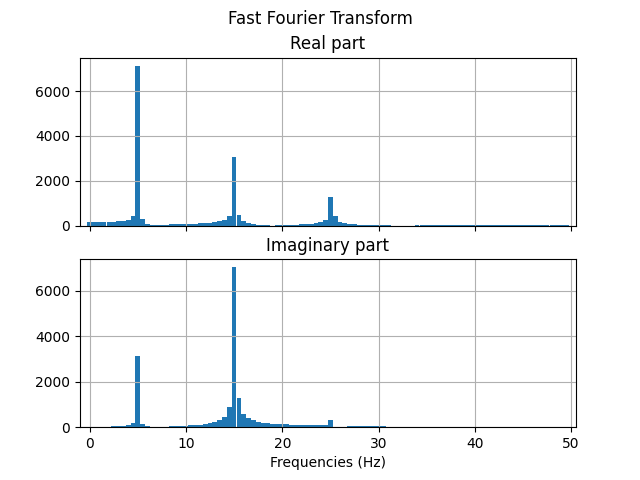 Fast Fourier Transform
Real part
6000
4000
2000
0
Imaginary part
6000
4000
2000
0
0 10 20 30 40 50
Frequencies (Hz)